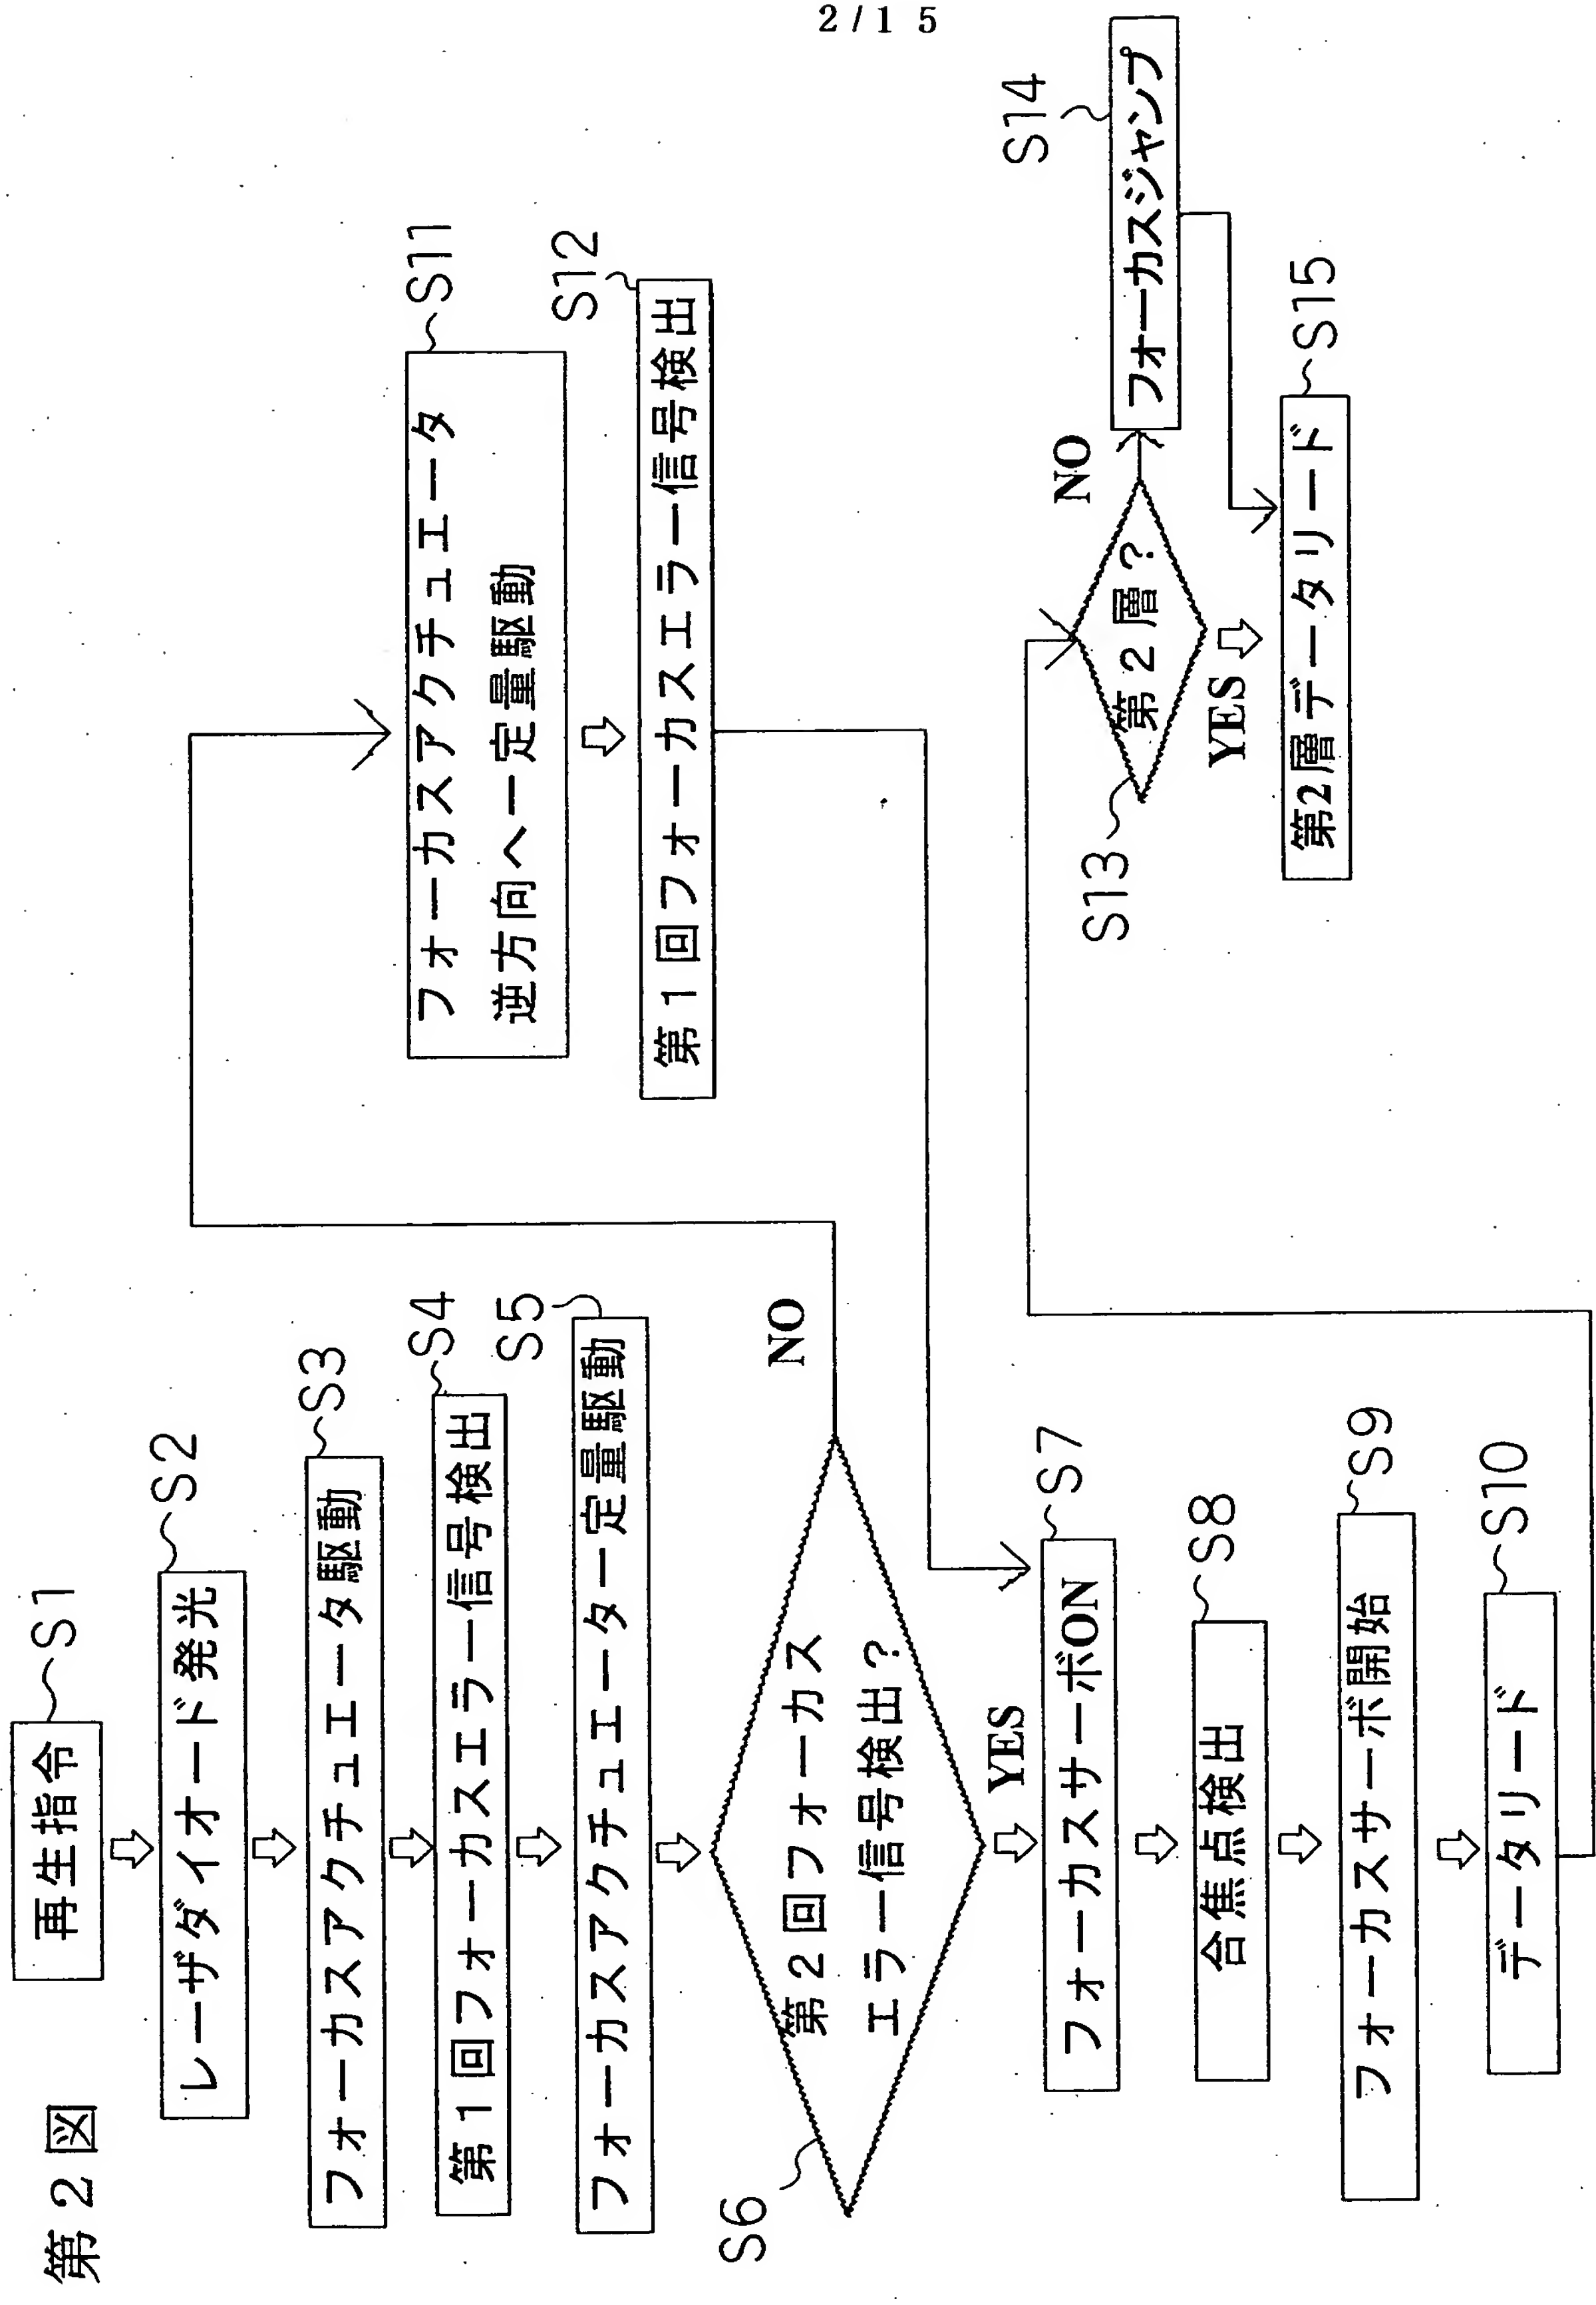 2/15
第2図
再生指令
S1
レーザダイオード発光
S2
フォーカスアクチュエータ駆動
S3
第1回フォーカスエラー信号検出
S4
フォーカスアクチュエーター定量駆動
S5
第2回フォーカス
エラー信号検出?
S6
NO
YES
フォーカスサーボON
S7
合焦点検出
S8
フォーカスサーボ開始
S9
データリード
S10
フォーカスアクチュエータ
逆方向へ一定量駆動
S11
第1回フォーカスエラー信号検出
S12
第2層?
S13
NO
YES
フォーカスジャンプ
S14
第2層データリード
S15